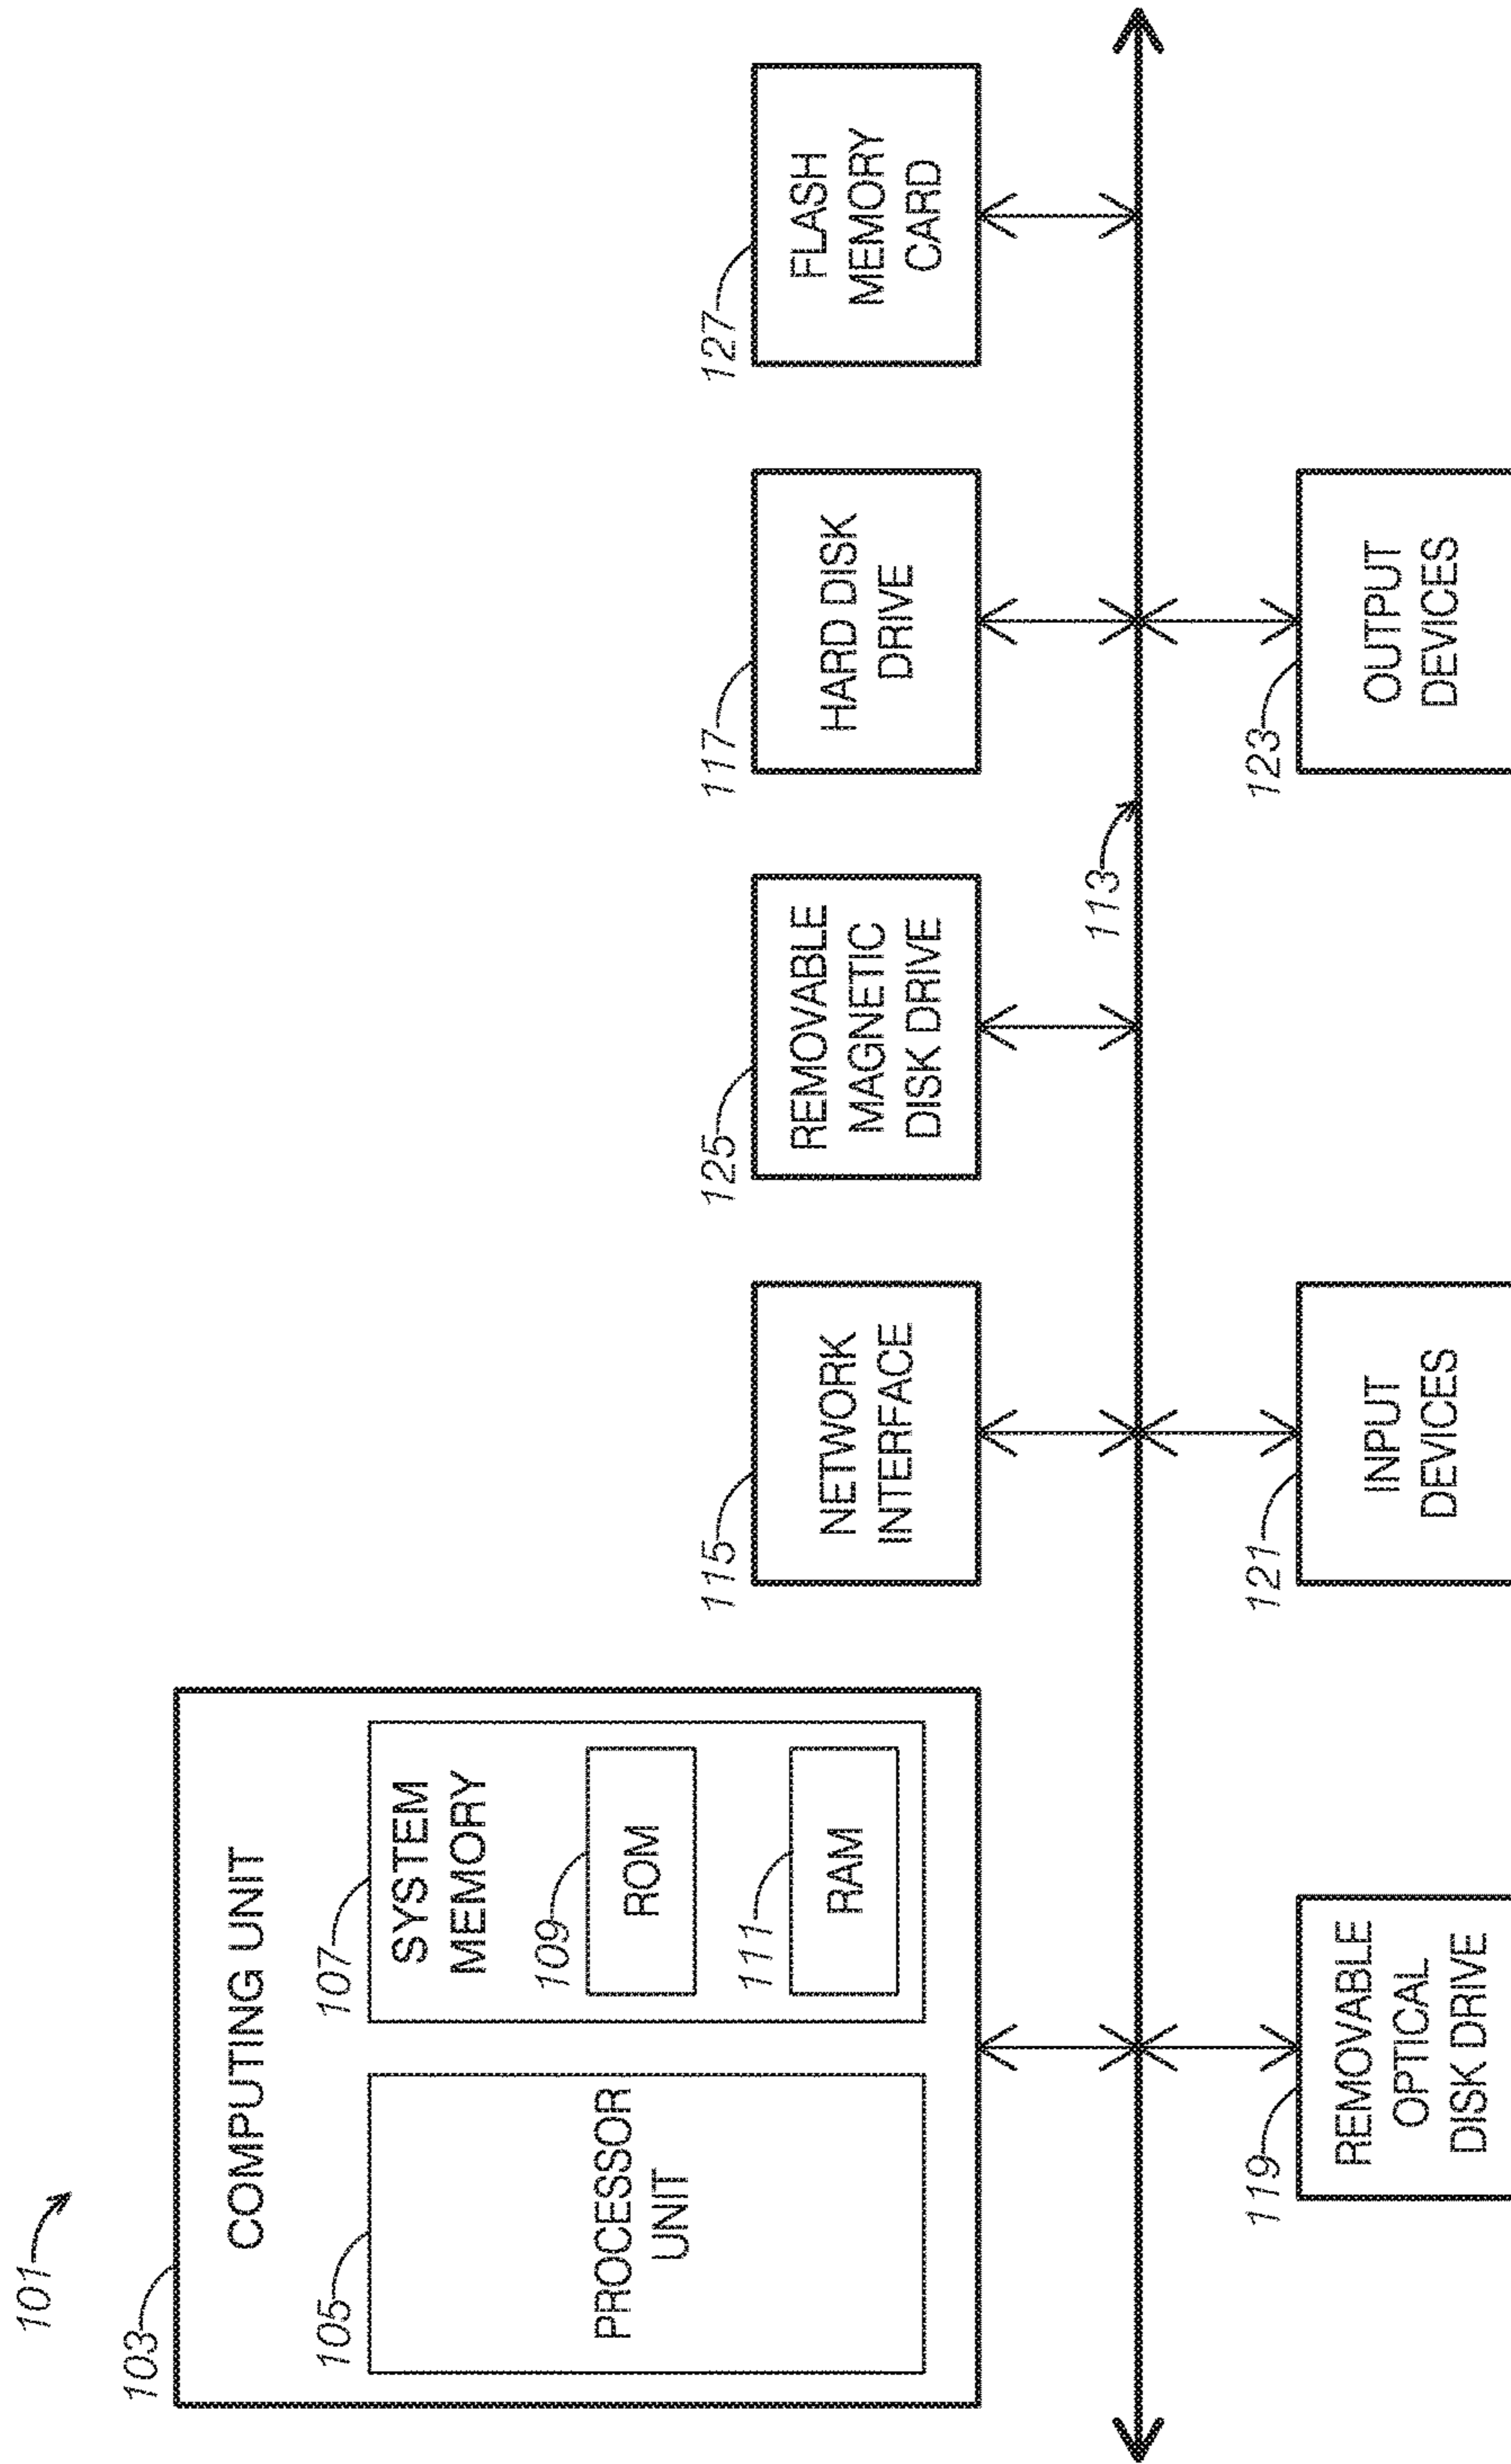 101
103
COMPUTING UNIT
105
PROCESSOR
UNIT
107
SYSTEM
MEMORY
109
ROM
111
RAM
115
NETWORK
INTERFACE
125
REMOVABLE
MAGNETIC
DISK DRIVE
117
HARD DISK
DRIVE
127
FLASH
MEMORY
CARD
113
119
REMOVABLE
OPTICAL
DISK DRIVE
121
INPUT
DEVICES
123
OUTPUT
DEVICES